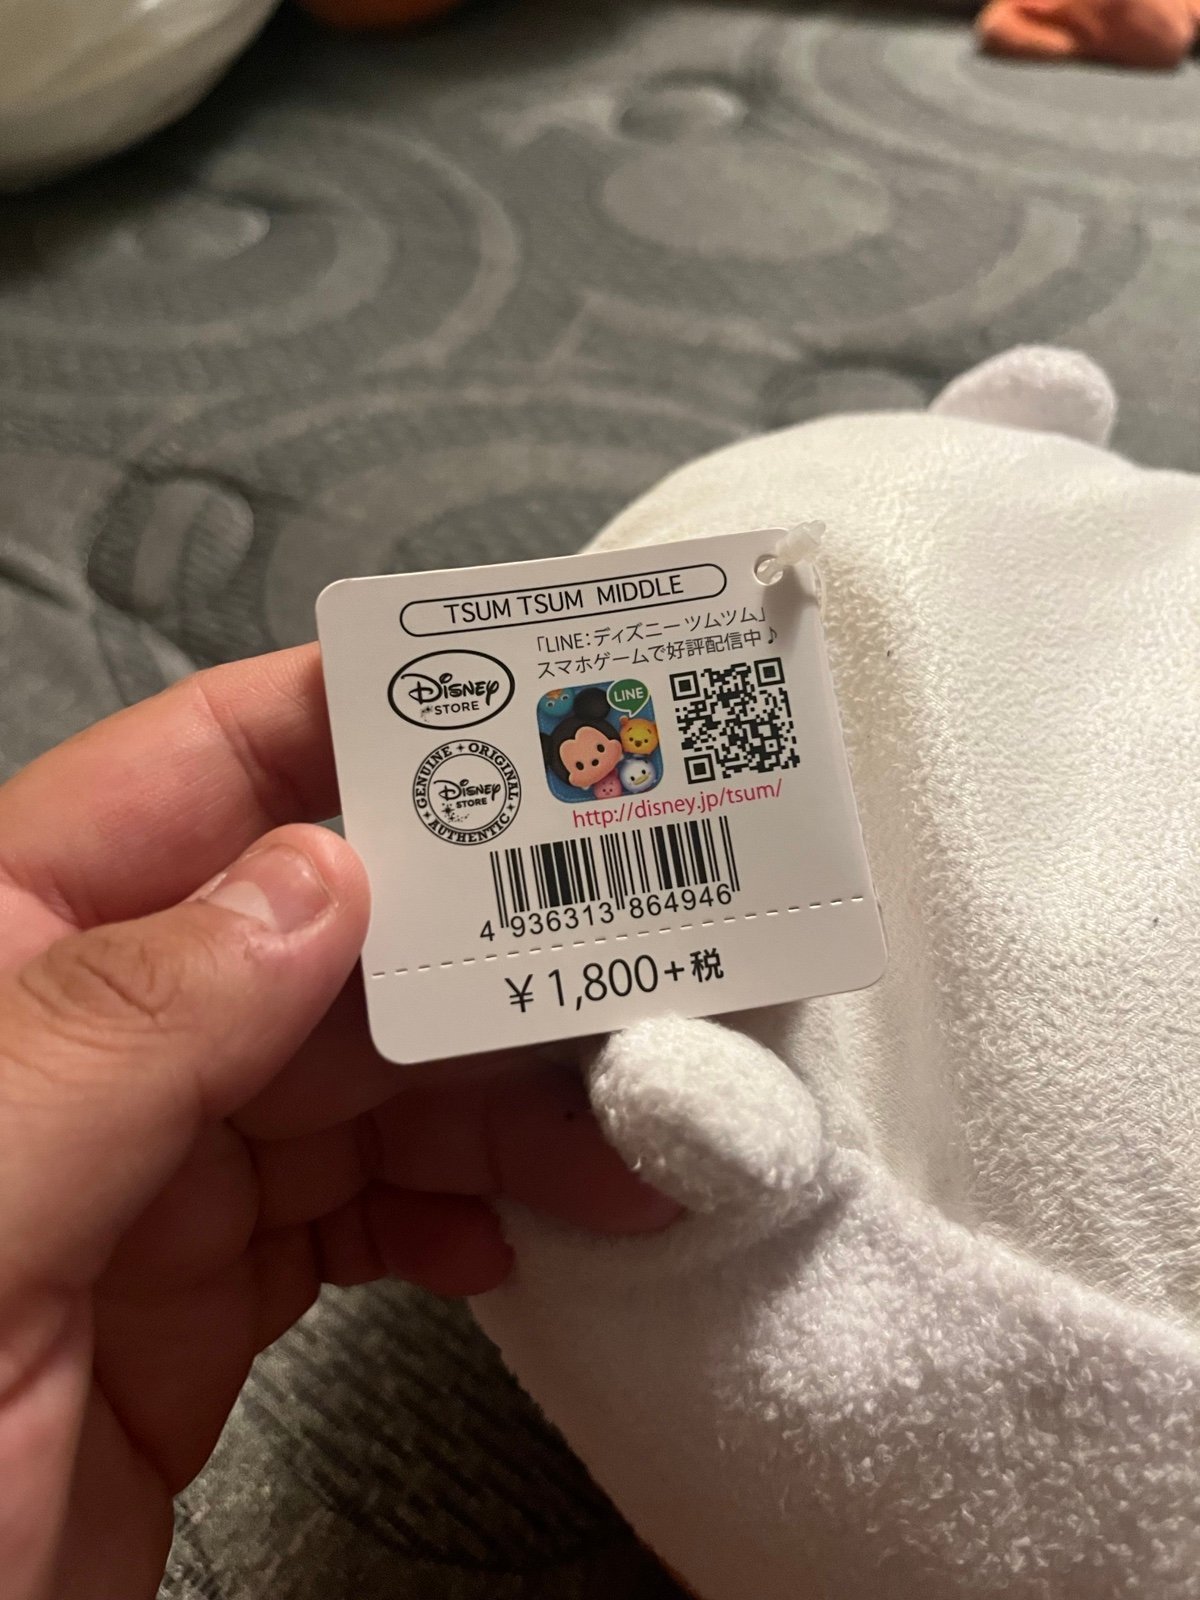 TSUM TSUM MIDDLE
「LINE:ディズニー ツムツム」
スマホゲームで好評配信中♪
Disney
STORE
LINE
GENUINE ORIGINAL
Disney
STORE
AUTHENTIC
http://disney.jp/tsum/
4 936313 864946
¥ 1,800+税